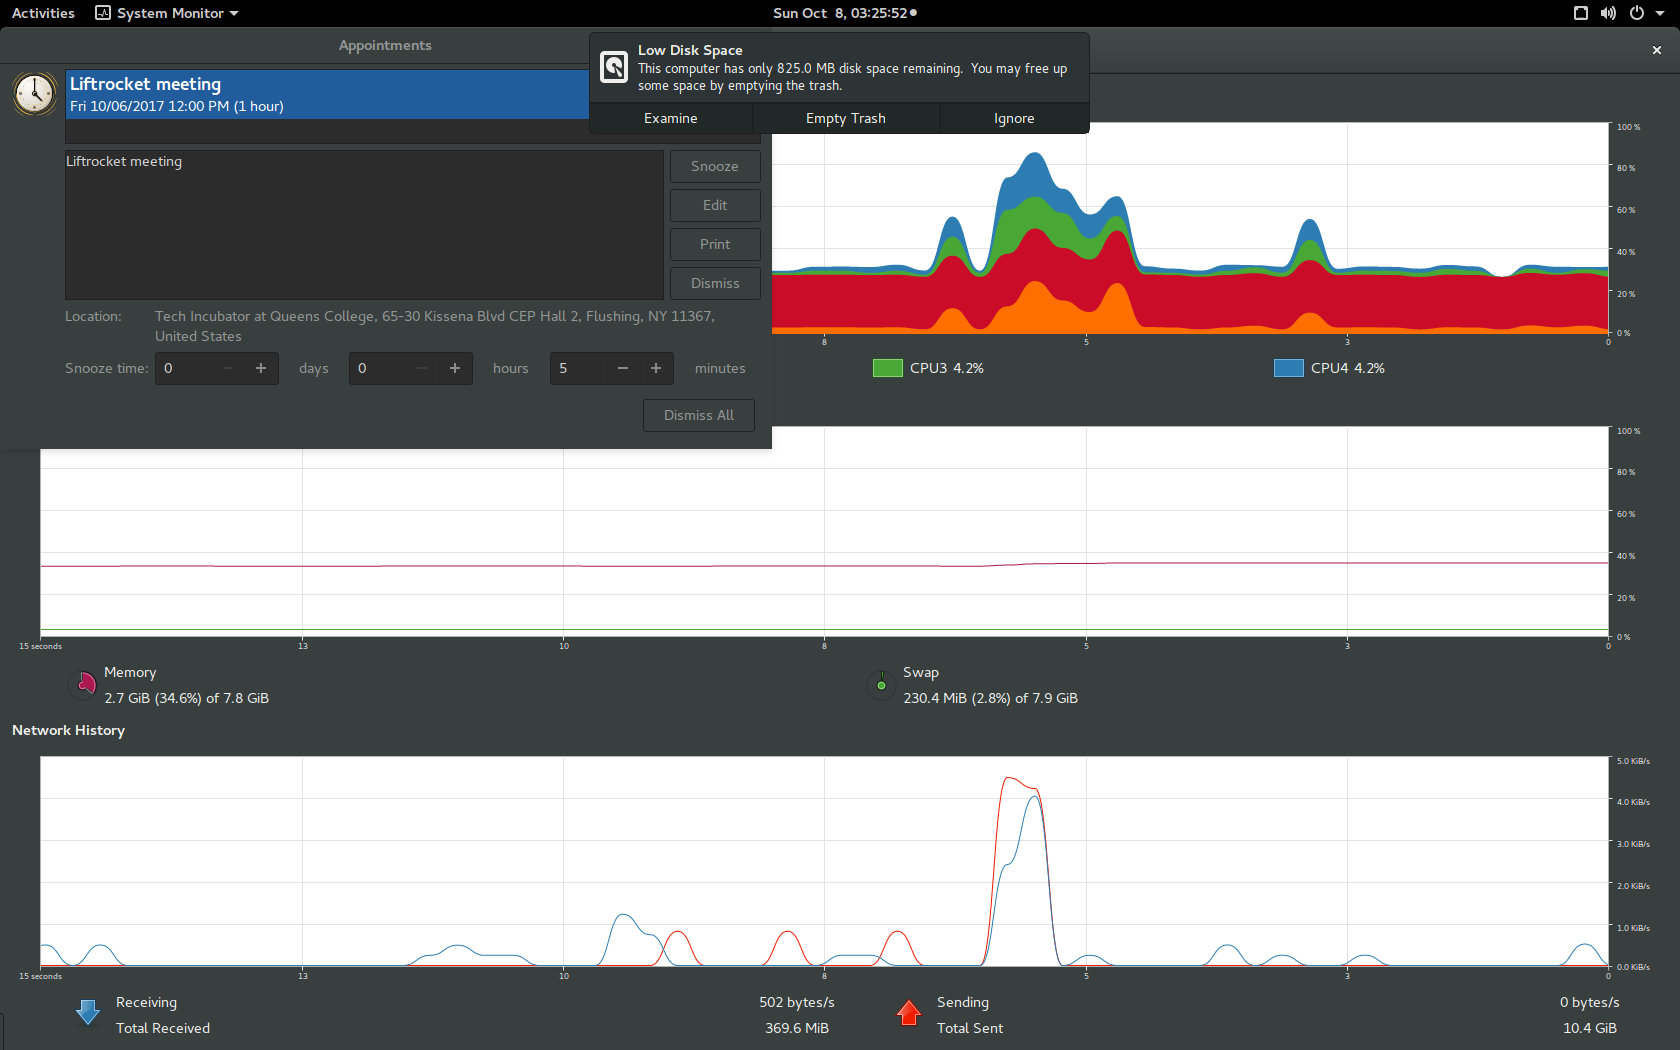 Activities
System Monitor
Sun Oct  8, 03:25:52
Appointments
Low Disk Space
This computer has only 825.0 MB disk space remaining.  You may free up
some space by emptying the trash.
Examine
Empty Trash
Ignore
Liftrocket meeting
Fri 10/06/2017 12:00 PM (1 hour)
Liftrocket meeting
Snooze
Edit
Print
Dismiss
Location:
Tech Incubator at Queens College, 65-30 Kissena Blvd CEP Hall 2, Flushing, NY 11367,
United States
Snooze time:
0
− +
days
0
− +
hours
5
− +
minutes
Dismiss All
100 %
80 %
60 %
40 %
20 %
0 %
8
5
3
0
CPU3 4.2%
CPU4 4.2%
100 %
80 %
60 %
40 %
20 %
0 %
15 seconds
13
10
8
5
3
0
Memory
2.7 GiB (34.6%) of 7.8 GiB
Swap
230.4 MiB (2.8%) of 7.9 GiB
Network History
5.0 KiB/s
4.0 KiB/s
3.0 KiB/s
2.0 KiB/s
1.0 KiB/s
0.0 KiB/s
15 seconds
13
10
8
5
3
0
Receiving
502 bytes/s
Total Received
369.6 MiB
Sending
0 bytes/s
Total Sent
10.4 GiB